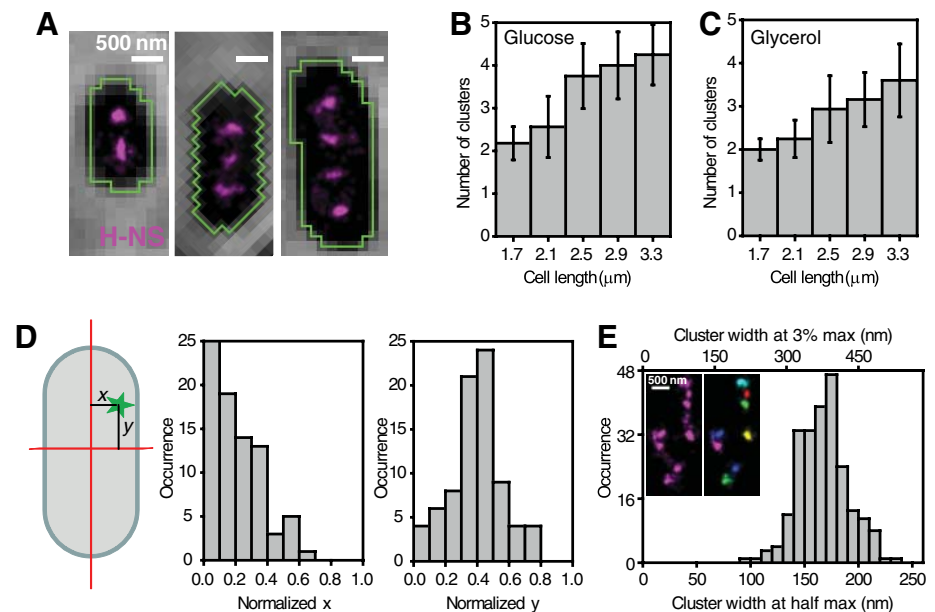 A
500 nm
H-NS
B
Glucose
Number of clusters
5
4
3
2
1
0
1.7 2.1 2.5 2.9 3.3
Cell length (μm)
C
Glycerol
Number of clusters
5
4
3
2
1
0
1.7 2.1 2.5 2.9 3.3
Cell length (μm)
D
x
y
Occurrence
25
20
15
10
5
0
0.0 0.2 0.4 0.6 0.8 1.0
Normalized x
Occurrence
25
20
15
10
5
0
0.0 0.2 0.4 0.6 0.8 1.0
Normalized y
E
Cluster width at 3% max (nm)
0 150 300 450
500 nm
Occurrence
48
32
16
0
0 50 100 150 200 250
Cluster width at half max (nm)